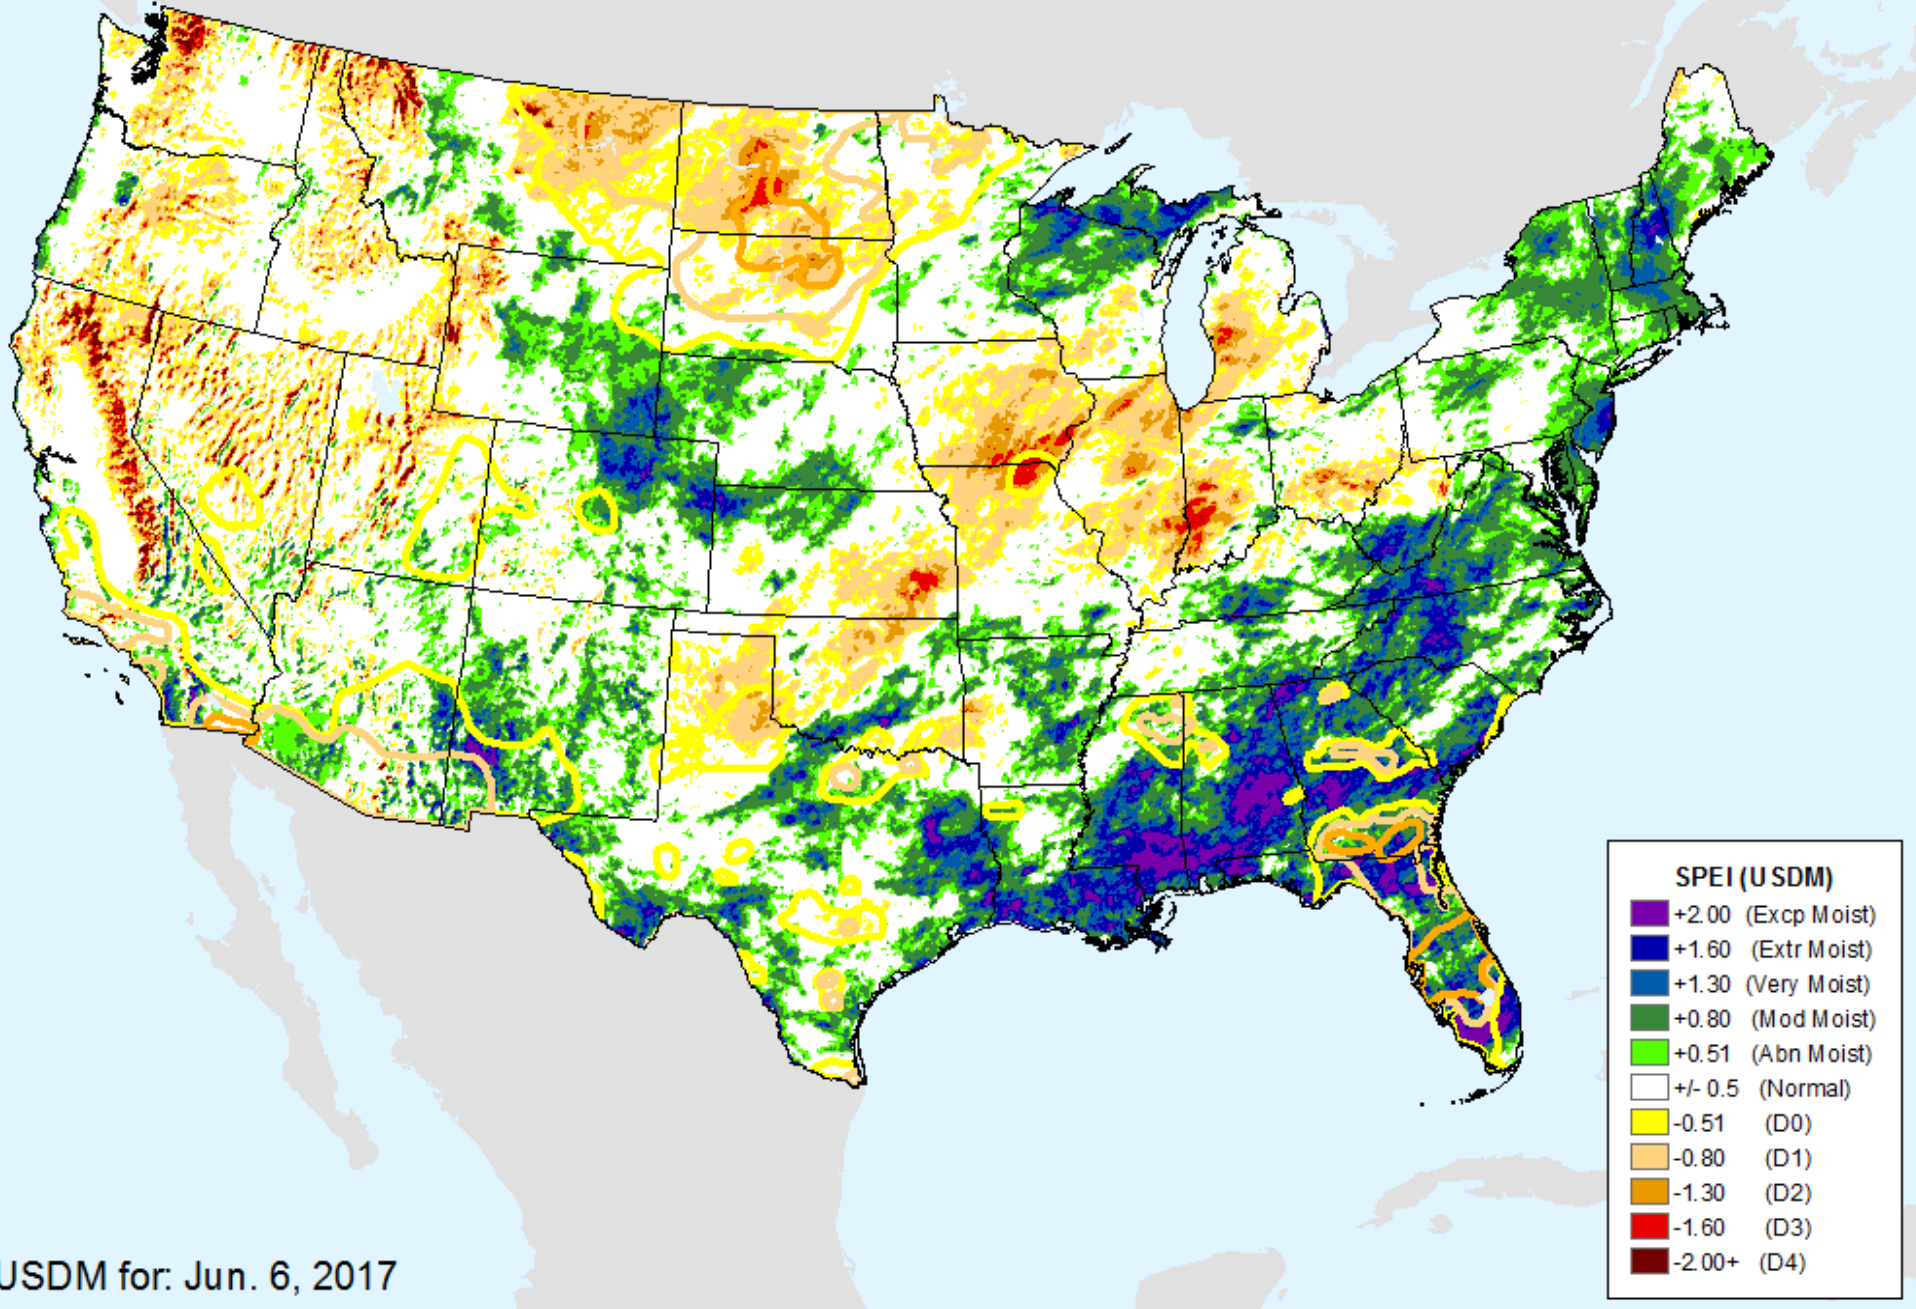 SPEI (USDM)
+2.00 (Excp Moist)
+1.60 (Extr Moist)
+1.30 (Very Moist)
+0.80 (Mod Moist)
+0.51 (Abn Moist)
+/- 0.5 (Normal)
-0.51 (D0)
-0.80 (D1)
-1.30 (D2)
-1.60 (D3)
-2.00+ (D4)
USDM for: Jun. 6, 2017